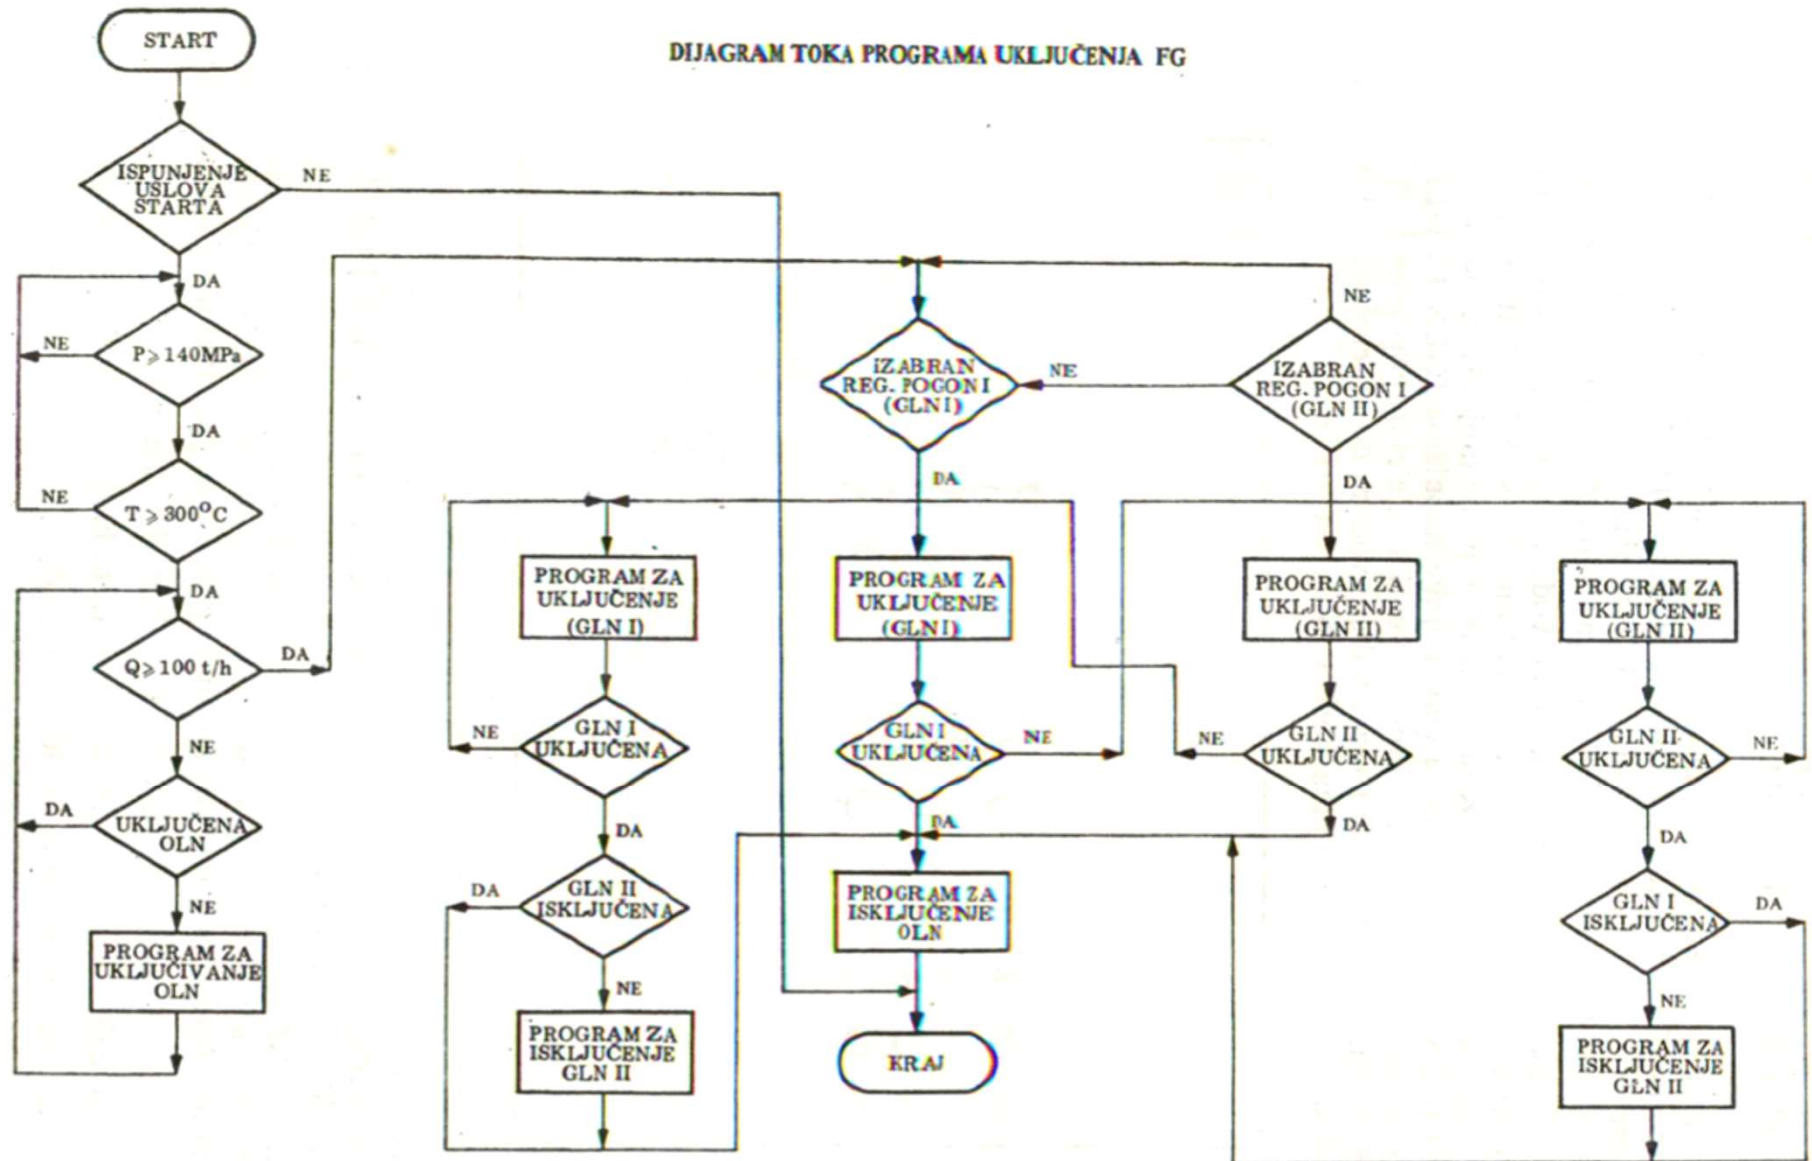 DIJAGRAM TOKA PROGRAMA UKLJUČENJA FG
START
ISPUNJENJE
USLOVA
STARTA
NE
DA
P ⩾ 140MPa
NE
DA
T ⩾ 300°C
NE
DA
Q ⩾ 100 t/h
DA
NE
UKLJUČENA
OLN
DA
NE
PROGRAM ZA
UKLJUČIVANJE
OLN
PROGRAM ZA
UKLJUČENJE
(GLN I)
GLN I
UKLJUČENA
NE
DA
GLN II
ISKLJUČENA
DA
NE
PROGRAM ZA
ISKLJUČENJE
GLN II
IZABRAN
REG. POGON I
(GLN I)
DA
PROGRAM ZA
UKLJUČENJE
(GLN I)
GLN I
UKLJUČENA
NE
DA
PROGRAM ZA
ISKLJUČENJE
OLN
KRAJ
NE
NE
IZABRAN
REG. POGON I
(GLN II)
DA
PROGRAM ZA
UKLJUČENJE
(GLN II)
GLN II
UKLJUČENA
NE
DA
PROGRAM ZA
UKLJUČENJE
(GLN II)
GLN II
UKLJUČENA
NE
DA
GLN I
ISKLJUČENA
DA
NE
PROGRAM ZA
ISKLJUČENJE
GLN II